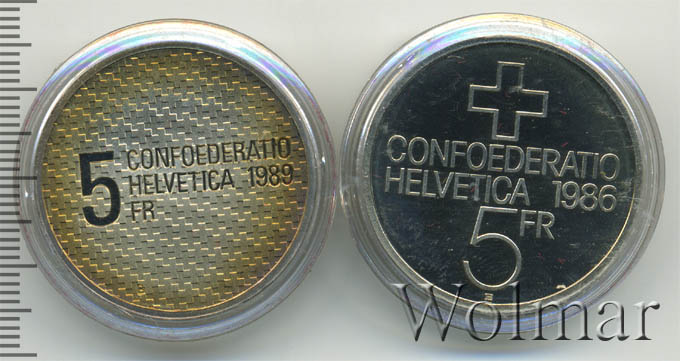 5 CONFOEDERATIO
HELVETICA 1989
FR
CONFOEDERATIO
HELVETICA 1986
5 FR
Wolmar